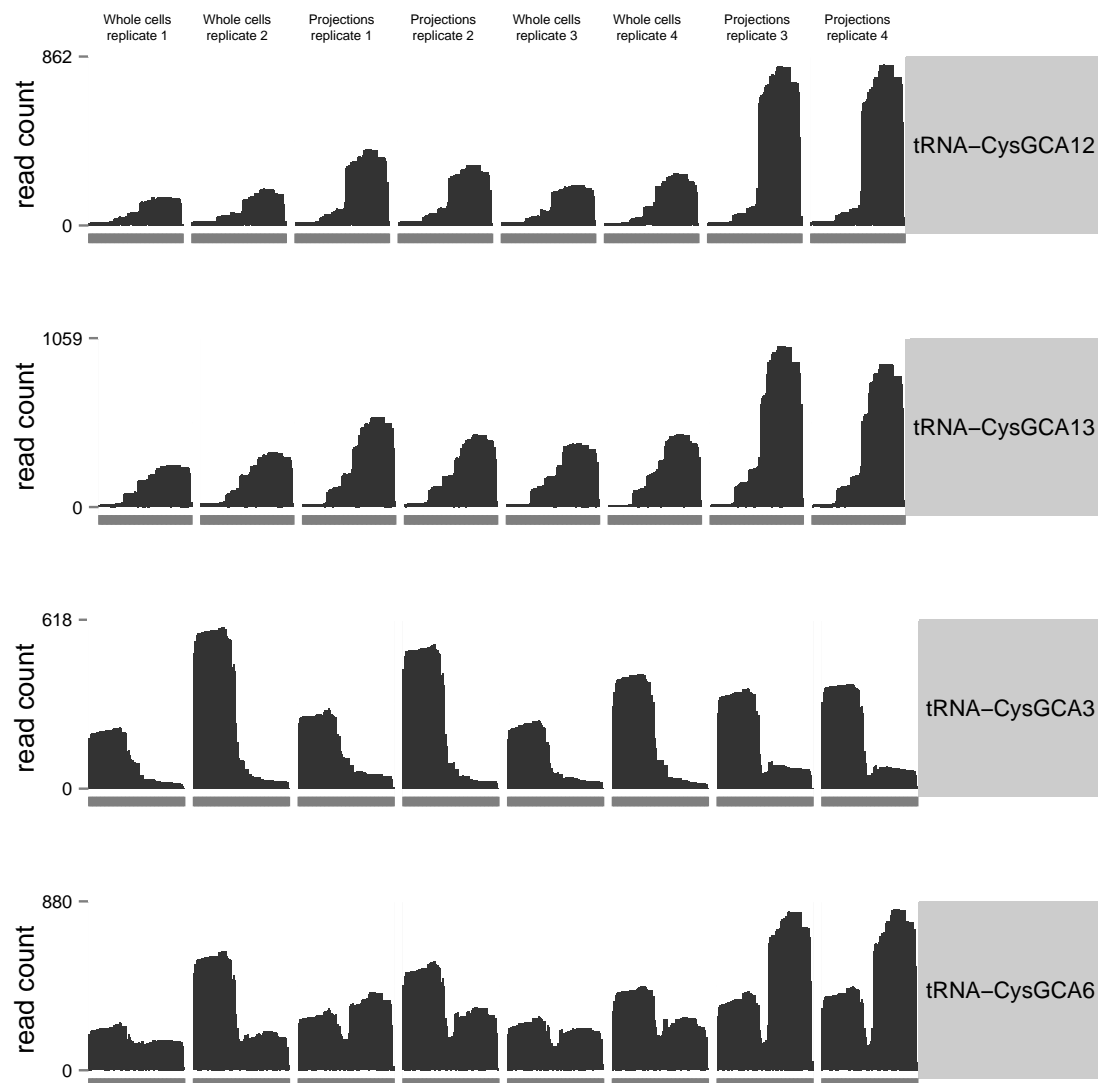 Whole cells replicate 1
Whole cells replicate 2
Projections replicate 1
Projections replicate 2
Whole cells replicate 3
Whole cells replicate 4
Projections replicate 3
Projections replicate 4
862
read count
0
tRNA−CysGCA12
1059
read count
0
tRNA−CysGCA13
618
read count
0
tRNA−CysGCA3
880
read count
0
tRNA−CysGCA6